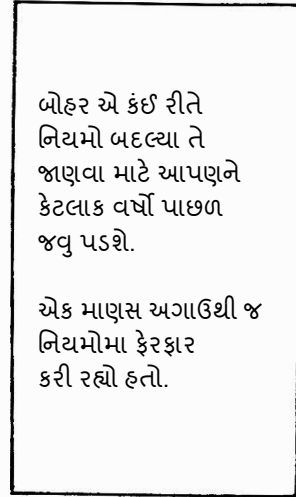 બોહર એ કંઈ રીતે
નિયમો બદલ્યા તે
જાણવા માટે આપણને
કેટલાક વર્ષો પાછળ
જવુ પડશે.
એક માણસ અગાઉથી જ
નિયમોમા ફેરફાર
કરી રહ્યો હતો.